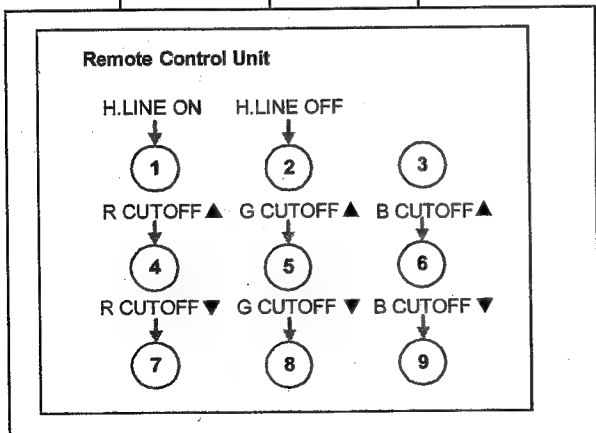 Remote Control Unit
H.LINE ON H.LINE OFF
1 2 3
R CUTOFF▲ G CUTOFF▲ B CUTOFF▲
4 5 6
R CUTOFF▼ G CUTOFF▼ B CUTOFF▼
7 8 9